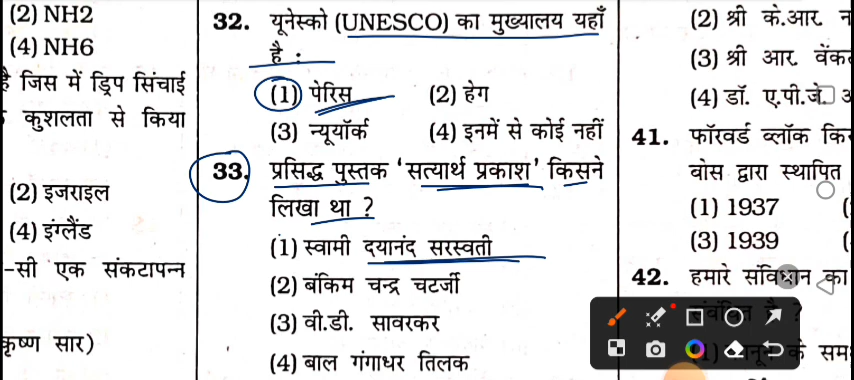 (2) NH2
(4) NH6
है जिस में ड्रिप सिंचाई
कुशलता से किया
(2) इजराइल
(4) इंग्लैंड
-सी एक संकटापन्न
कृष्ण सार)
32. यूनेस्को (UNESCO) का मुख्यालय यहाँ
है :
(1) पेरिस (2) हेग
(3) न्यूयॉर्क (4) इनमें से कोई नहीं
33. प्रसिद्ध पुस्तक ‘सत्यार्थ प्रकाश’ किसने
लिखा था ?
(1) स्वामी दयानंद सरस्वती
(2) बंकिम चन्द्र चटर्जी
(3) वी.डी. सावरकर
(4) बाल गंगाधर तिलक
(2) श्री के.आर.
(3) श्री आर.
(4) डॉ. ए.पी.जे.
41. फॉरवर्ड ब्लॉक
बोस द्वारा स्थापित
(1) 1937
(3) 1939
42. हमारे संविधान का